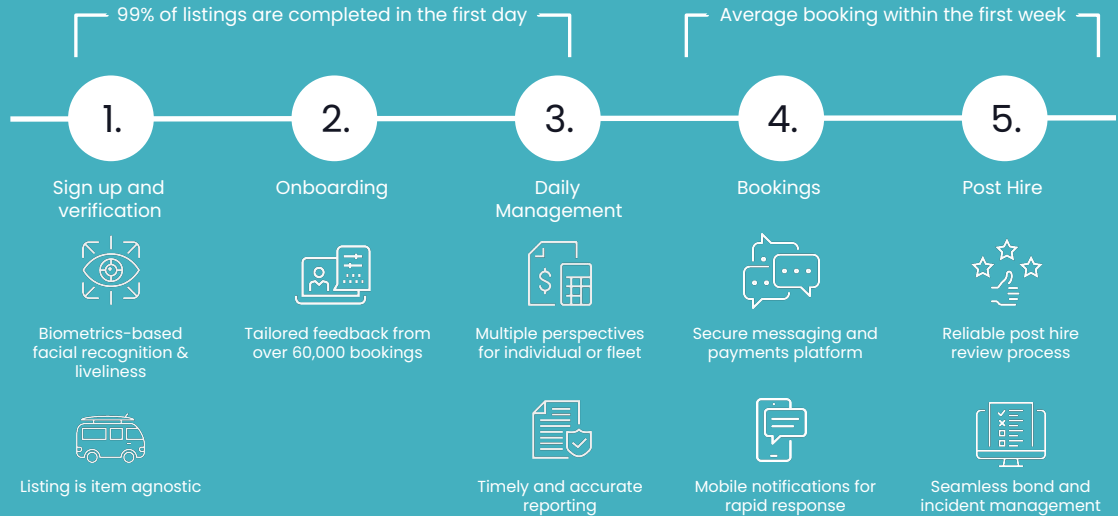 99% of listings are completed in the first day
Average booking within the first week
1.
2.
3.
4.
5.
Sign up and
verification
Onboarding
Daily
Management
Bookings
Post Hire
Biometrics-based
facial recognition &
liveliness
Tailored feedback from
over 60,000 bookings
Multiple perspectives
for individual or fleet
Secure messaging and
payments platform
Reliable post hire
review process
Listing is item agnostic
Timely and accurate
reporting
Mobile notifications for
rapid response
Seamless bond and
incident management